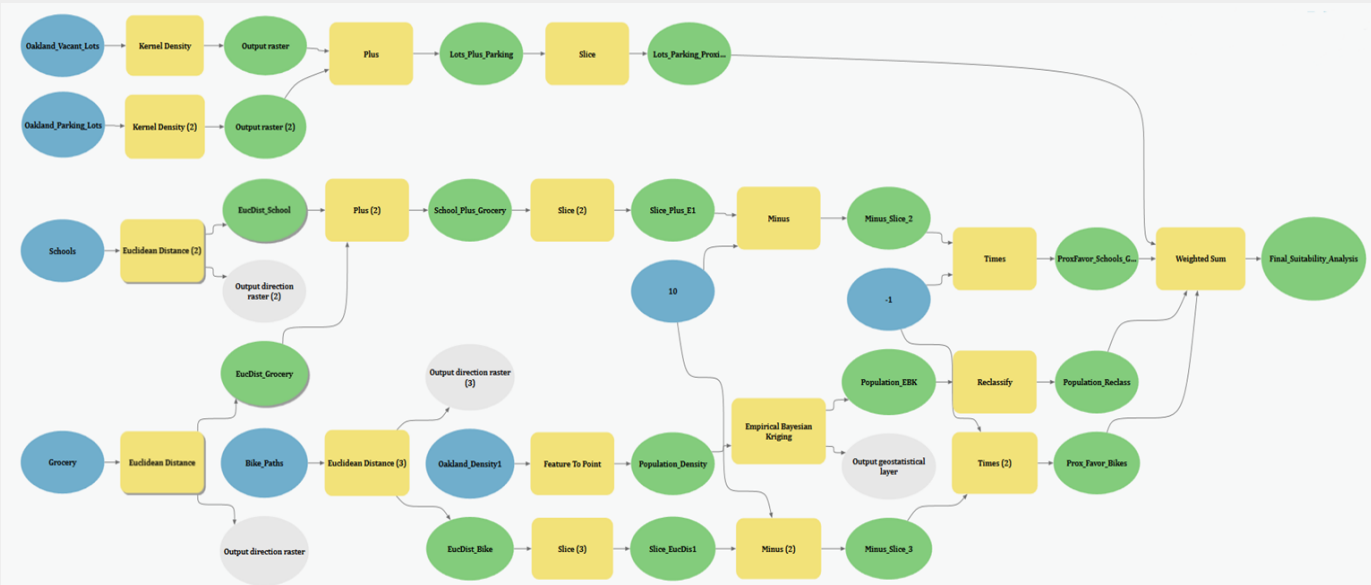 Oakland_Vacant_Lots
Kernel Density
Output raster
Plus
Lots_Plus_Parking
Slice
Lots_Parking_Proxi...
Oakland_Parking_Lots
Kernel Density (2)
Output raster (2)
Schools
Euclidean Distance (2)
EucDist_School
Output direction
raster (2)
Plus (2)
School_Plus_Grocery
Slice (2)
Slice_Plus_E1
10
Minus
Minus_Slice_2
-1
Times
ProxFavor_Schools_G...
Weighted Sum
Final_Suitability_Analysis
EucDist_Grocery
Output direction raster
(3)
Population_EBK
Reclassify
Population_Reclass
Grocery
Euclidean Distance
Output direction raster
Bike_Paths
Euclidean Distance (3)
Oakland_Density1
Feature To Point
Population_Density
Empirical Bayesian
Kriging
Output geostatistical
layer
Times (2)
Prox_Favor_Bikes
EucDist_Bike
Slice (3)
Slice_EucDis1
Minus (2)
Minus_Slice_3